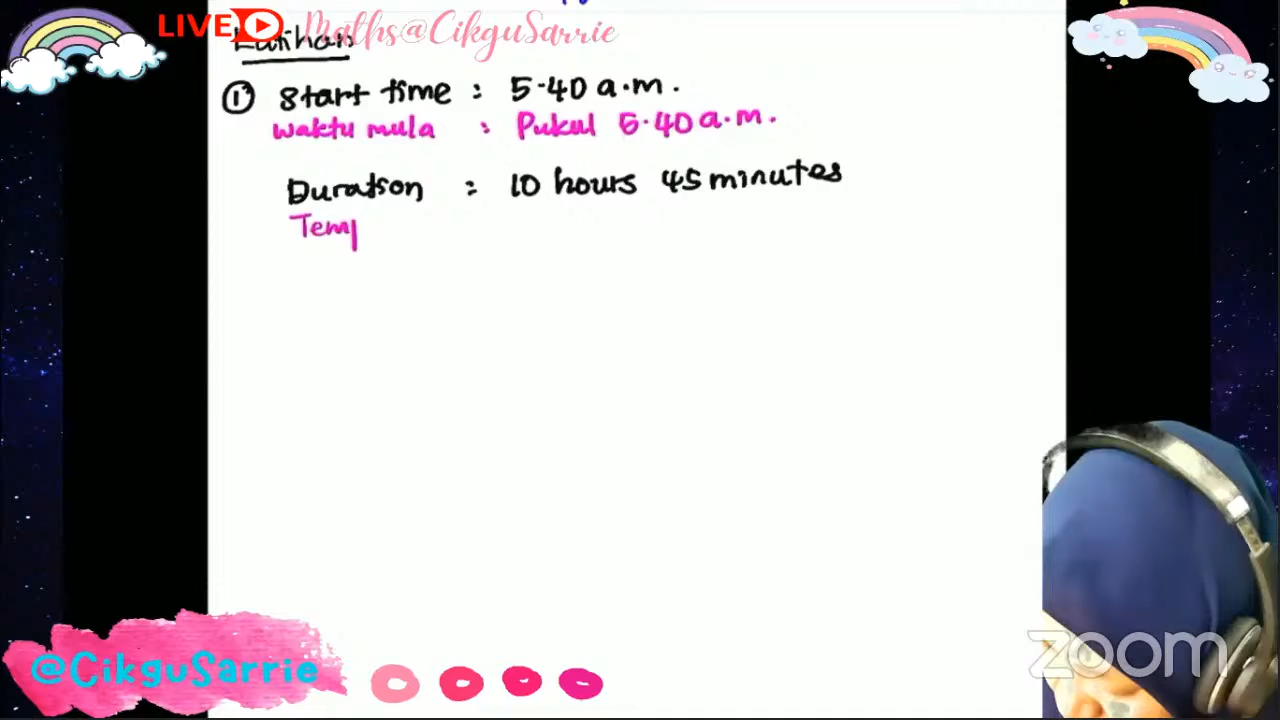 LIVE Maths@CikguSarrie
Latihan
① Start time : 5.40 a.m.
Waktu mula : Pukul 5.40 a.m.
Duration : 10 hours 45 minutes
Temp
@CikguSarrie
zoom